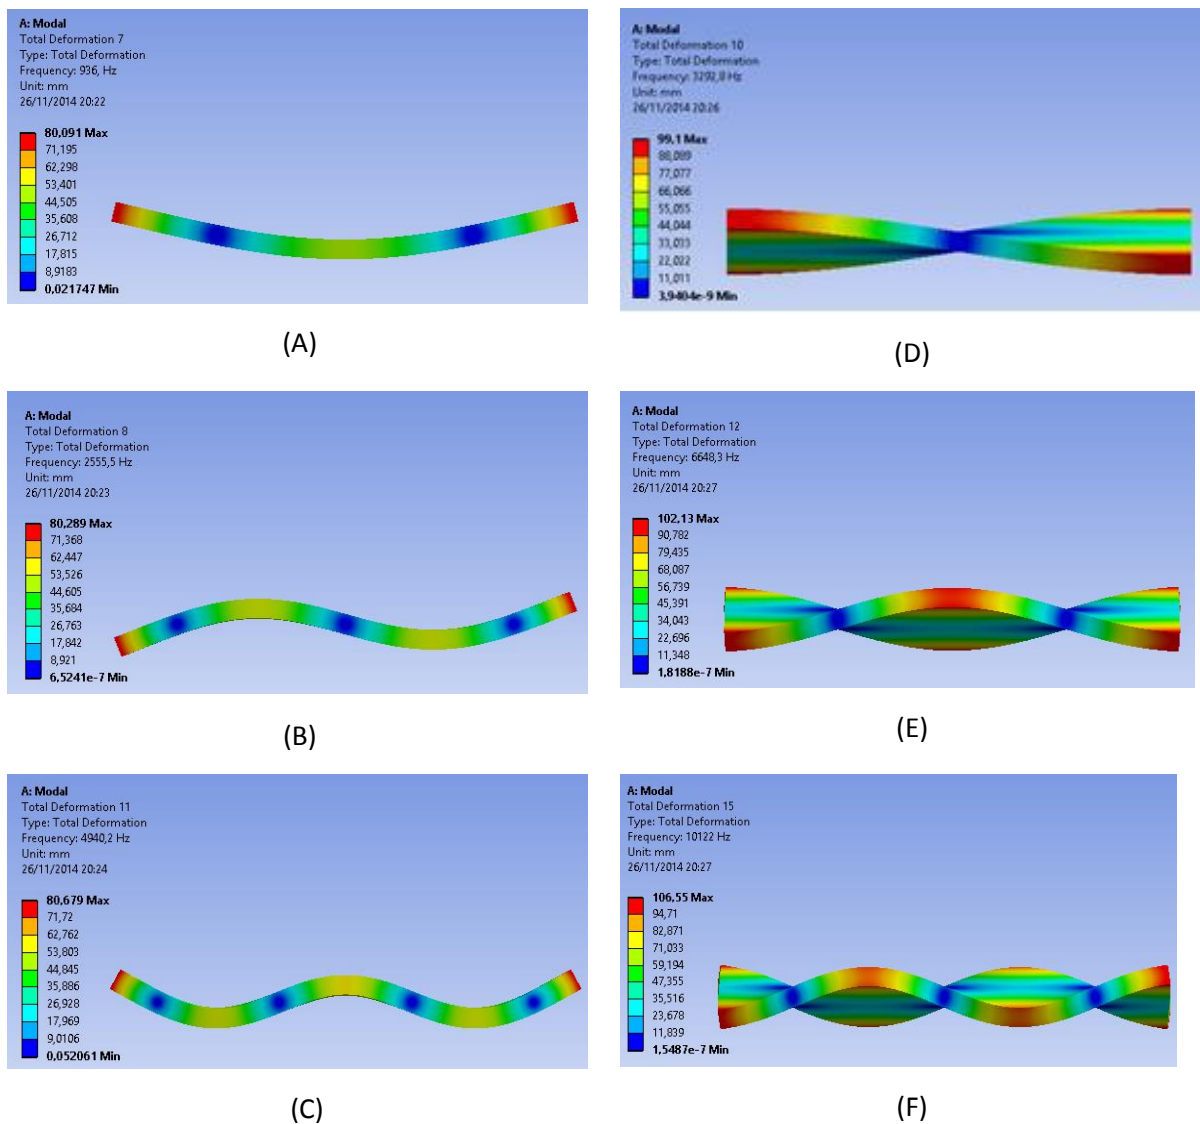 A: Modal
Total Deformation 7
Type: Total Deformation
Frequency: 936, Hz
Unit: mm
26/11/2014 20:22
80,091 Max
71,195
62,298
53,401
44,505
35,608
26,712
17,815
8,9183
0,021747 Min
(A)
A: Modal
Total Deformation 10
Type: Total Deformation
Frequency: 3292,8 Hz
Unit: mm
26/11/2014 20:26
99,1 Max
88,089
77,077
66,066
55,055
44,044
33,033
22,022
11,011
3,9404e-9 Min
(D)
A: Modal
Total Deformation 8
Type: Total Deformation
Frequency: 2555,5 Hz
Unit: mm
26/11/2014 20:23
80,289 Max
71,368
62,447
53,526
44,605
35,684
26,763
17,842
8,921
6,5241e-7 Min
(B)
A: Modal
Total Deformation 12
Type: Total Deformation
Frequency: 6648,3 Hz
Unit: mm
26/11/2014 20:27
102,13 Max
90,782
79,435
68,087
56,739
45,391
34,043
22,696
11,348
1,8188e-7 Min
(E)
A: Modal
Total Deformation 11
Type: Total Deformation
Frequency: 4940,2 Hz
Unit: mm
26/11/2014 20:24
80,679 Max
71,72
62,762
53,803
44,845
35,886
26,928
17,969
9,0106
0,052061 Min
(C)
A: Modal
Total Deformation 15
Type: Total Deformation
Frequency: 10122 Hz
Unit: mm
26/11/2014 20:27
106,55 Max
94,71
82,871
71,033
59,194
47,355
35,516
23,678
11,839
1,5487e-7 Min
(F)